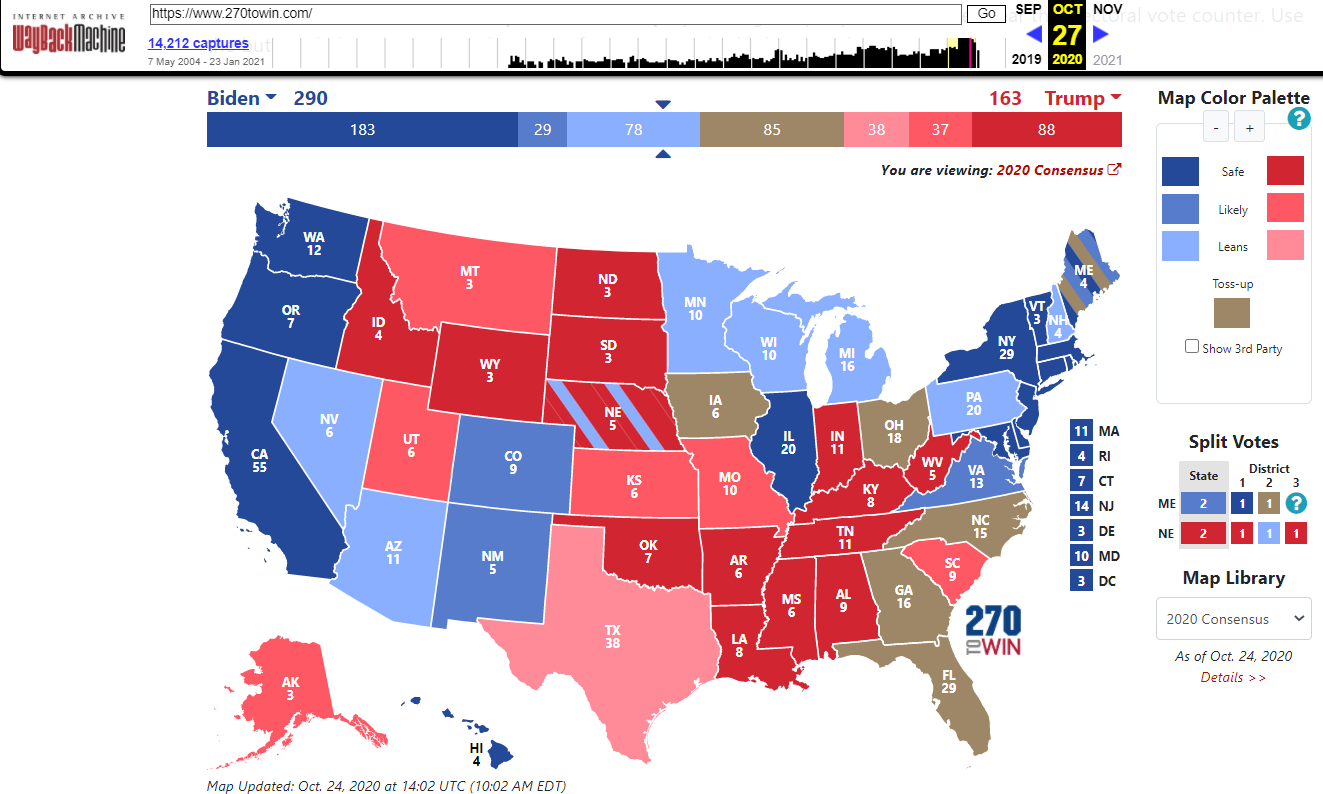 INTERNET ARCHIVE
WayBackMachine
https://www.270towin.com/
Go
14,212 captures
7 May 2004 - 23 Jan 2021
SEP OCT NOV
27
2019 2020 2021
electoral vote counter. Use
Biden 290
163 Trump
183 29 78 85 38 37 88
You are viewing: 2020 Consensus
WA
12
OR
7
CA
55
NV
6
ID
4
MT
3
WY
3
UT
6
AZ
11
CO
9
NM
5
ND
3
SD
3
NE
5
KS
6
OK
7
TX
38
MN
10
IA
6
MO
10
AR
6
LA
8
WI
10
IL
20
MI
16
IN
11
OH
18
KY
8
TN
11
MS
6
AL
9
GA
16
FL
29
SC
9
NC
15
VA
13
WV
5
PA
20
NY
29
VT
3
NH
4
ME
4
AK
3
HI
4
11 MA
4 RI
7 CT
14 NJ
3 DE
10 MD
3 DC
270
TO
WIN
Map Updated: Oct. 24, 2020 at 14:02 UTC (10:02 AM EDT)
Map Color Palette
?
- +
Safe
Likely
Leans
Toss-up
Show 3rd Party
Split Votes
State District
1 2 3
ME 2 1 1 ?
NE 2 1 1 1
Map Library
2020 Consensus
As of Oct. 24, 2020
Details >>